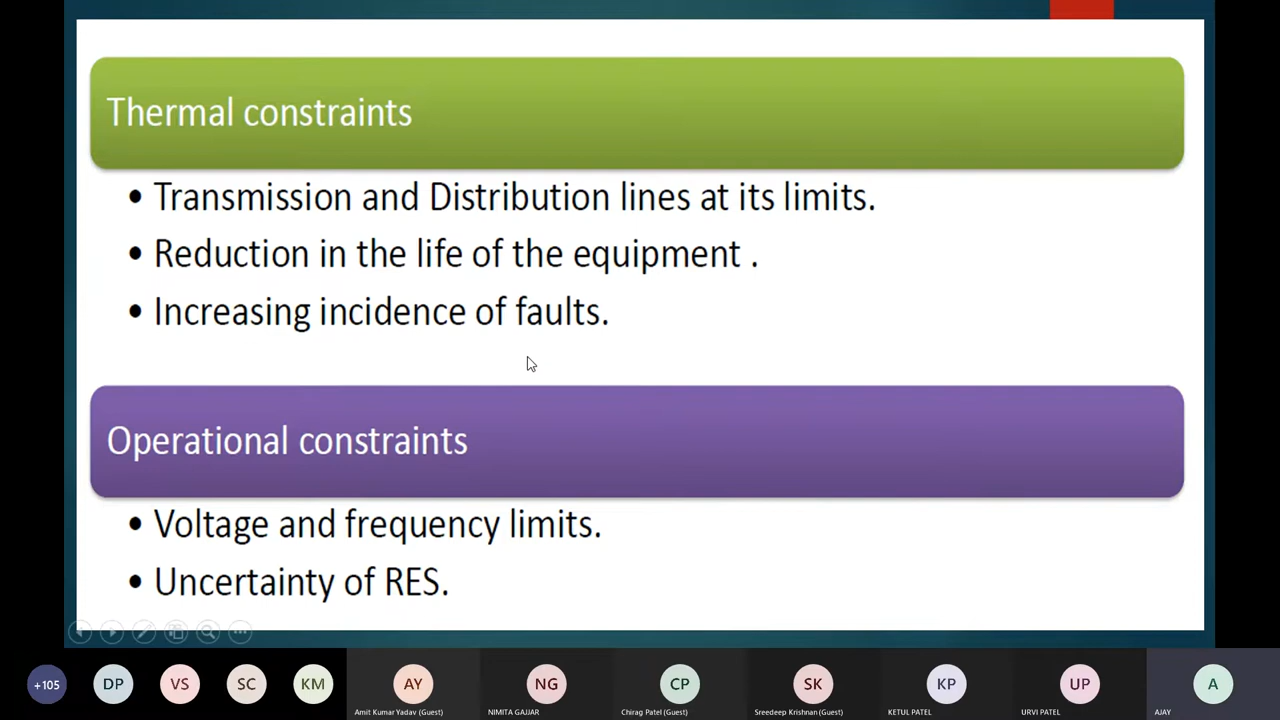 Thermal constraints
• Transmission and Distribution lines at its limits.
• Reduction in the life of the equipment .
• Increasing incidence of faults.
Operational constraints
• Voltage and frequency limits.
• Uncertainty of RES.
+105
DP
VS
SC
KM
AY
NG
CP
SK
KP
UP
A
Amit Kumar Yadav (Guest)
NIMITA GAJJAR
Chirag Patel (Guest)
Sreedeep Krishnan (Guest)
KETUL PATEL
URVI PATEL
AJAY